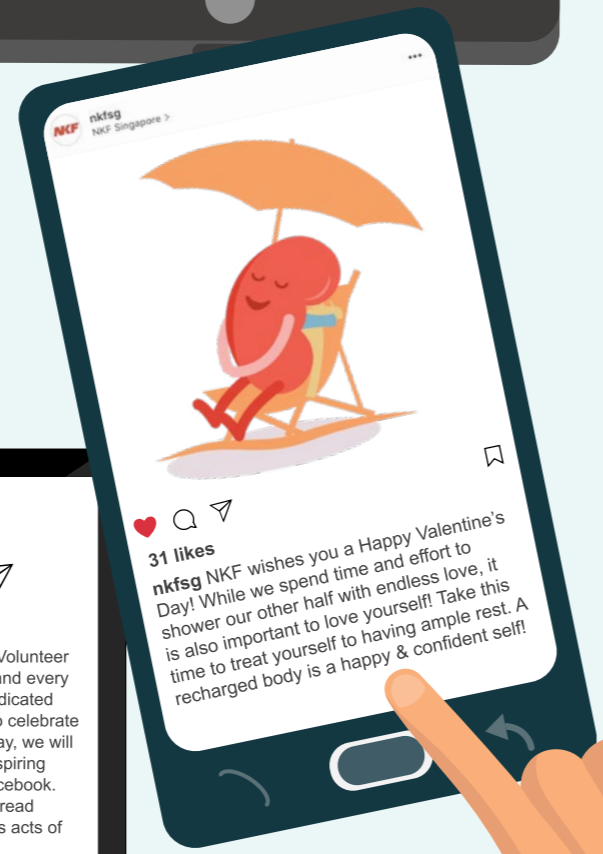 NKF
nkfsg
NKF Singapore >
31 likes
nkfsg NKF wishes you a Happy Valentine's
Day! While we spend time and effort to
shower our other half with endless love, it
is also important to love yourself! Take this
time to treat yourself to having ample rest. A
recharged body is a happy & confident self!
Volunteer
and every
dicated
o celebrate
ay, we will
spiring
cebook.
read
s acts of